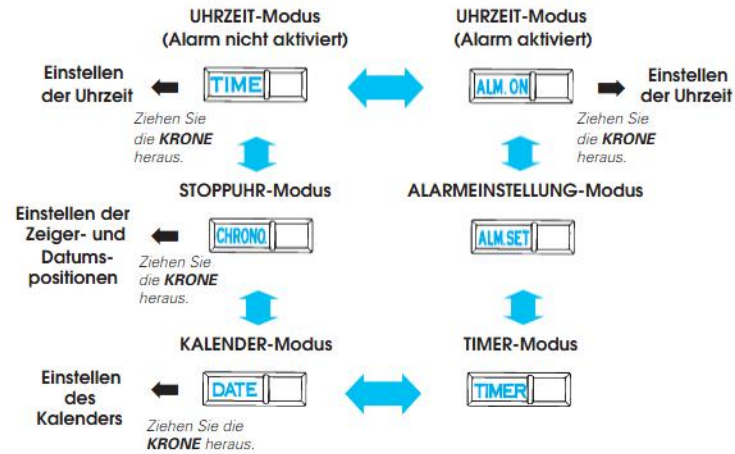 UHRZEIT-Modus
(Alarm nicht aktiviert)
UHRZEIT-Modus
(Alarm aktiviert)
Einstellen
der Uhrzeit
TIME
ALM. ON
Einstellen
der Uhrzeit
Ziehen Sie
die KRONE
heraus.
Ziehen Sie
die KRONE
heraus.
STOPPUHR-Modus
ALARMEINSTELLUNG-Modus
Einstellen der
Zeiger- und
Datums-
positionen
CHRONO.
ALM.SET
Ziehen Sie
die KRONE
heraus.
KALENDER-Modus
TIMER-Modus
Einstellen
des
Kalenders
DATE
TIMER
Ziehen Sie die
KRONE heraus.